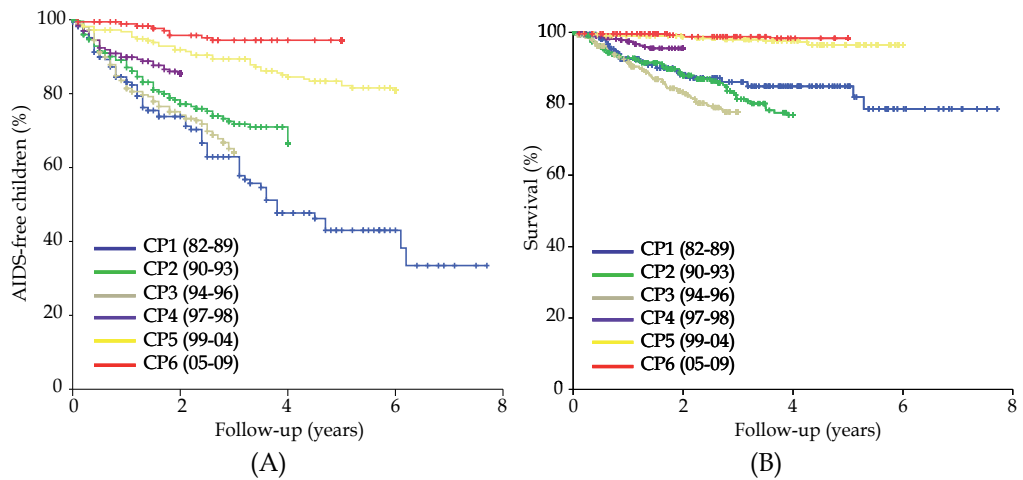 AIDS-free children (%)
100
80
60
40
20
0
CP1 (82-89)
CP2 (90-93)
CP3 (94-96)
CP4 (97-98)
CP5 (99-04)
CP6 (05-09)
0 2 4 6 8
Follow-up (years)
(A)
Survival (%)
100
80
60
40
20
0
CP1 (82-89)
CP2 (90-93)
CP3 (94-96)
CP4 (97-98)
CP5 (99-04)
CP6 (05-09)
0 2 4 6 8
Follow-up (years)
(B)